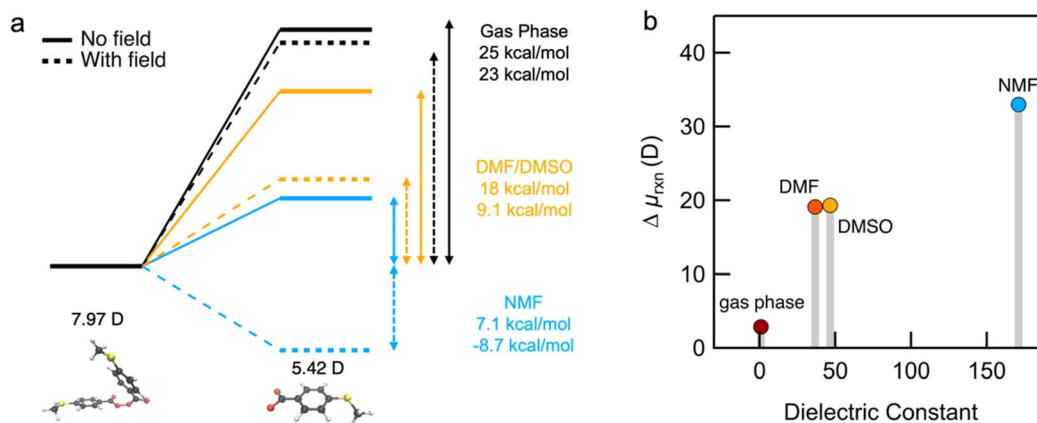 a
No field
With field
Gas Phase
25 kcal/mol
23 kcal/mol
DMF/DMSO
18 kcal/mol
9.1 kcal/mol
NMF
7.1 kcal/mol
-8.7 kcal/mol
7.97 D
5.42 D
b
Δ μrxn (D)
40
30
20
10
0
NMF
DMF
DMSO
gas phase
0
50
100
150
Dielectric Constant